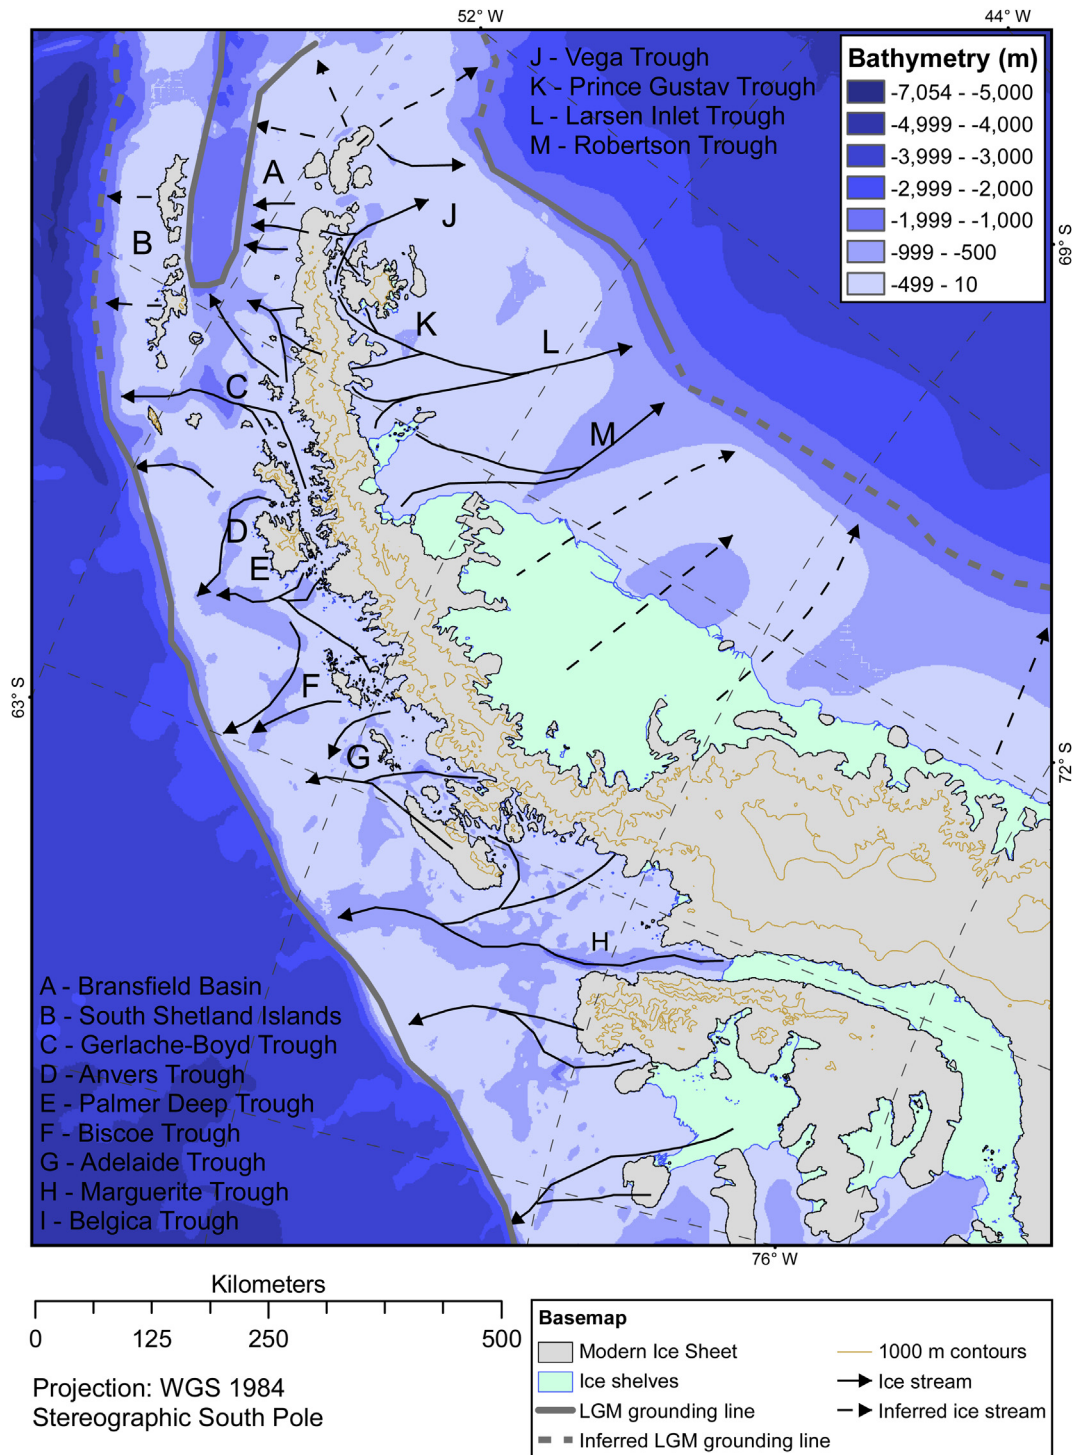 52° W
44° W
J - Vega Trough
K - Prince Gustav Trough
L - Larsen Inlet Trough
M - Robertson Trough
Bathymetry (m)
-7,054 - -5,000
-4,999 - -4,000
-3,999 - -3,000
-2,999 - -2,000
-1,999 - -1,000
-999 - -500
-499 - 10
A
J
B
69° S
K
L
C
M
D
E
F
63° S
G
72° S
H
A - Bransfield Basin
B - South Shetland Islands
C - Gerlache-Boyd Trough
D - Anvers Trough
E - Palmer Deep Trough
F - Biscoe Trough
G - Adelaide Trough
H - Marguerite Trough
I - Belgica Trough
76° W
Kilometers
0 125 250 500
Projection: WGS 1984
Stereographic South Pole
Basemap
Modern Ice Sheet
Ice shelves
LGM grounding line
Inferred LGM grounding line
1000 m contours
Ice stream
Inferred ice stream